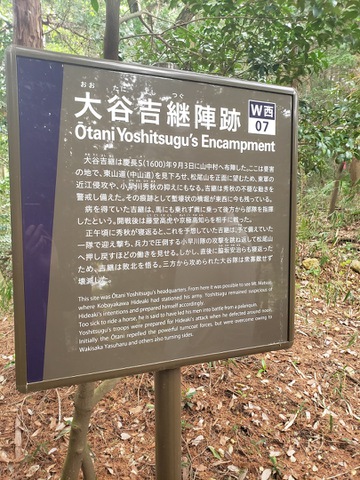 おお たに よし つぐ
大谷吉継陣跡
W西
07
Ōtani Yoshitsugu's Encampment
大谷吉継は慶長5(1600)年9月3日に山中村へ布陣した。ここは要害
の地で、東山道(中山道)を見下ろせ、松尾山を正面に望むため、東軍の
近江侵攻や、小早川秀秋の抑えにもなる。吉継は秀秋の不穏な動きを
警戒し備えた。その痕跡として塹壕状の横堀が東西に今も残っている。
病を得ていた吉継は、馬にも乗れず輿に乗って後方から部隊を指揮
したという。開戦後は藤堂高虎や京極高知らを相手に戦った。
正午頃に秀秋が寝返ると、これを予想していた吉継は、予て備えていた
一隊で迎え撃ち、兵力で圧倒する小早川隊の攻撃を跳ね返して松尾山
へ押し戻すほどの働きを見せる。しかし、直後に脇坂安治らも寝返った
ため、吉継は敗北を悟る。三方から攻められた大谷隊は衆寡敵せず
壊滅した。
This site was Ōtani Yoshitsugu's headquarters. From here it was possible to see Mt. Matsuo,
where Kobayakawa Hideaki had stationed his army. Yoshitsugu remained suspicious of
Hideaki's intentions and prepared himself accordingly.
Too sick to ride a horse, he is said to have led his men into battle from a palanquin.
Yoshitsugu's troops were prepared for Hideaki's attack when he defected around noon.
Initially the Ōtani repelled the powerful turncoat forces, but were overcome owing to
Wakisaka Yasuharu and others also turning sides.